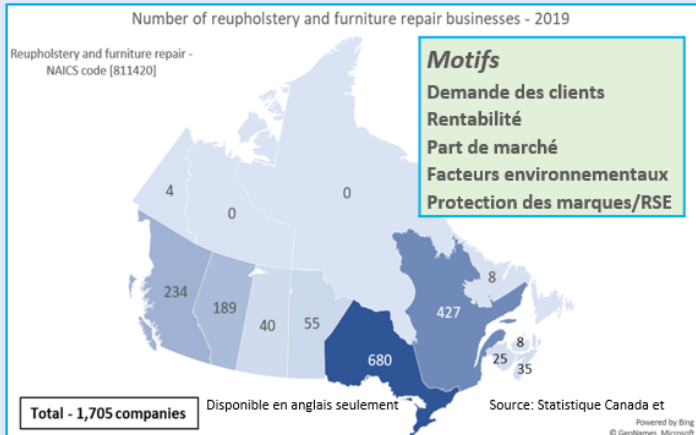 Number of reupholstery and furniture repair businesses - 2019
Reupholstery and furniture repair -
NAICS code [811420]
Motifs
Demande des clients
Rentabilité
Part de marché
Facteurs environnementaux
Protection des marques/RSE
4
0
0
8
234
189
40
55
680
427
8
25
35
Total - 1,705 companies
Disponible en anglais seulement
Source: Statistique Canada et
Powered by Bing
© GeoNames, Microsoft